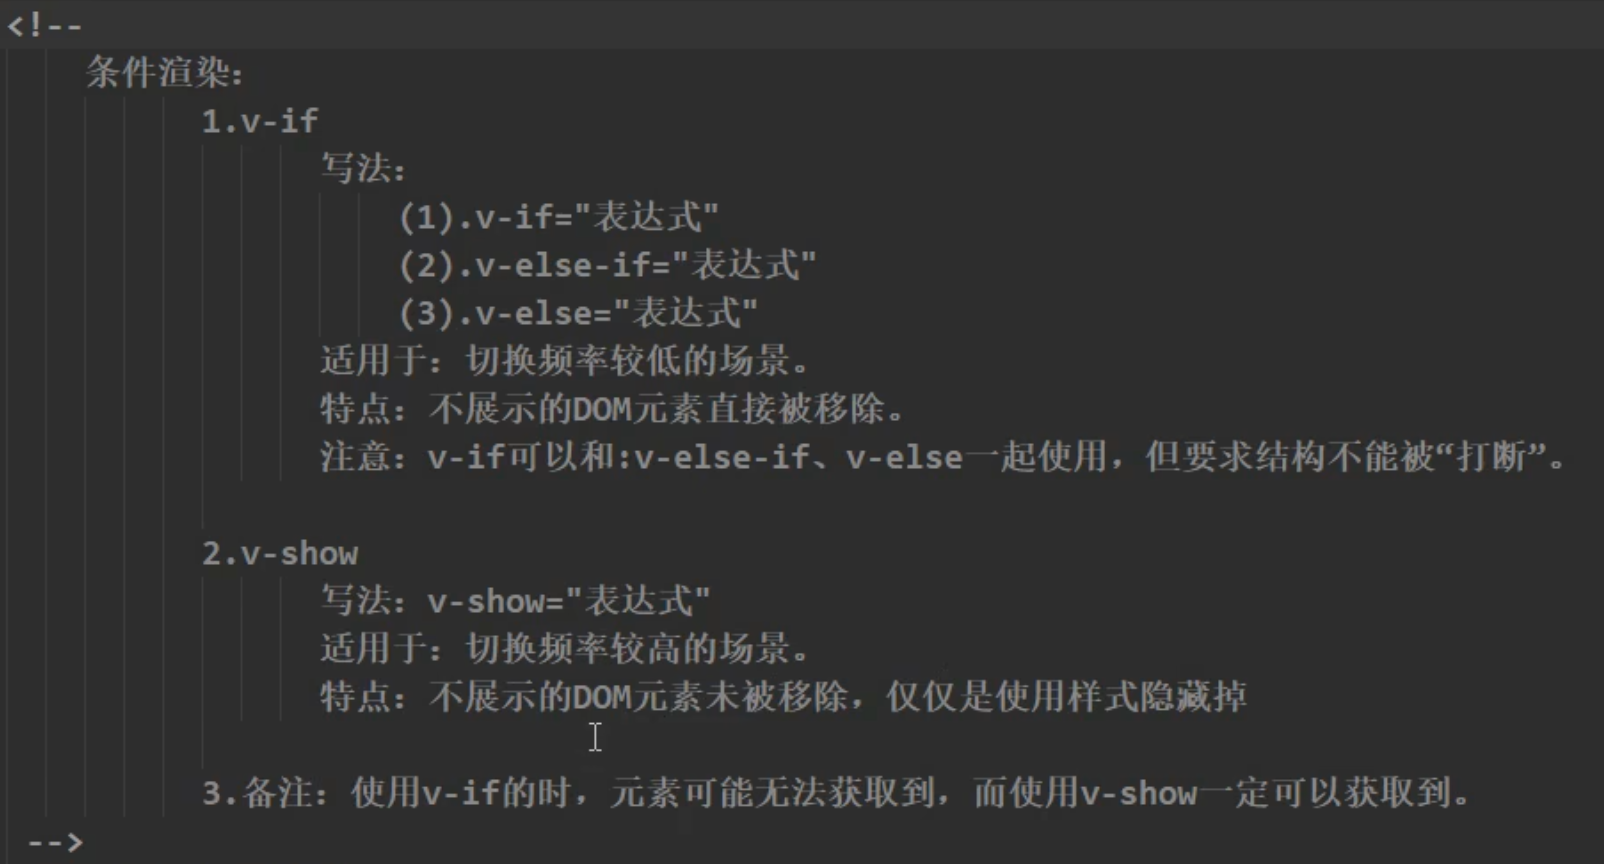 <!--
条件渲染：
1.v-if
写法：
(1).v-if="表达式"
(2).v-else-if="表达式"
(3).v-else="表达式"
适用于：切换频率较低的场景。
特点：不展示的DOM元素直接被移除。
注意：v-if可以和:v-else-if、v-else一起使用，但要求结构不能被“打断”。
2.v-show
写法：v-show="表达式"
适用于：切换频率较高的场景。
特点：不展示的DOM元素未被移除，仅仅是使用样式隐藏掉
3.备注：使用v-if的时，元素可能无法获取到，而使用v-show一定可以获取到。
-->